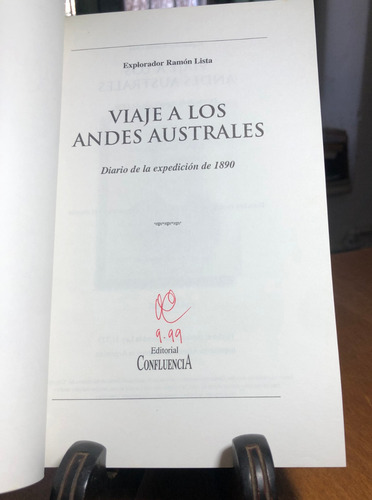 Explorador Ramón Lista
VIAJE A LOS
ANDES AUSTRALES
Diario de la expedición de 1890
9-99
Editorial
CONFLUENCIA